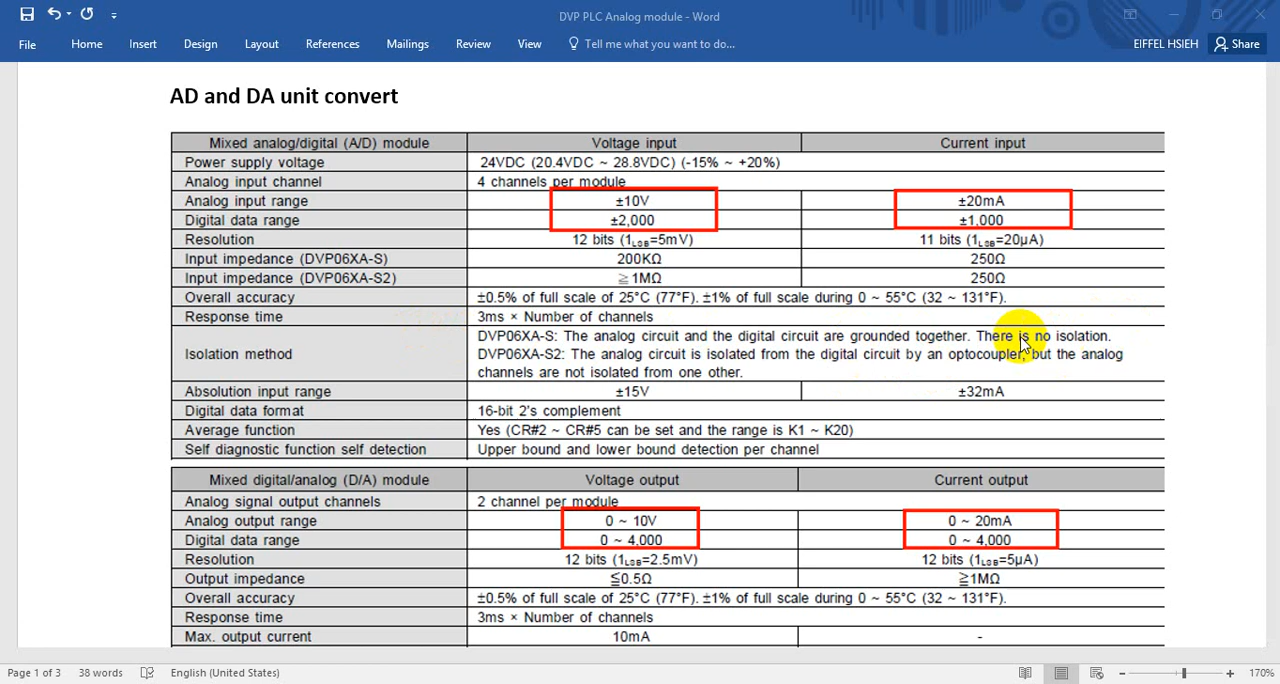 DVP PLC Analog module - Word
File Home Insert Design Layout References Mailings Review View Tell me what you want to do... EIFFEL HSIEH Share
AD and DA unit convert
Mixed analog/digital (A/D) module Voltage input Current input
Power supply voltage 24VDC (20.4VDC ~ 28.8VDC) (-15% ~ +20%)
Analog input channel 4 channels per module
Analog input range ±10V ±20mA
Digital data range ±2,000 ±1,000
Resolution 12 bits (1LSB=5mV) 11 bits (1LSB=20μA)
Input impedance (DVP06XA-S) 200KΩ 250Ω
Input impedance (DVP06XA-S2) ≧1MΩ 250Ω
Overall accuracy ±0.5% of full scale of 25°C (77°F). ±1% of full scale during 0 ~ 55°C (32 ~ 131°F).
Response time 3ms × Number of channels
Isolation method DVP06XA-S: The analog circuit and the digital circuit are grounded together. There is no isolation.
DVP06XA-S2: The analog circuit is isolated from the digital circuit by an optocoupler, but the analog
channels are not isolated from one other.
Absolution input range ±15V ±32mA
Digital data format 16-bit 2's complement
Average function Yes (CR#2 ~ CR#5 can be set and the range is K1 ~ K20)
Self diagnostic function self detection Upper bound and lower bound detection per channel
Mixed digital/analog (D/A) module Voltage output Current output
Analog signal output channels 2 channel per module
Analog output range 0 ~ 10V 0 ~ 20mA
Digital data range 0 ~ 4,000 0 ~ 4,000
Resolution 12 bits (1LSB=2.5mV) 12 bits (1LSB=5μA)
Output impedance ≦0.5Ω ≧1MΩ
Overall accuracy ±0.5% of full scale of 25°C (77°F). ±1% of full scale during 0 ~ 55°C (32 ~ 131°F).
Response time 3ms × Number of channels
Max. output current 10mA -
Page 1 of 3 38 words English (United States) 170%